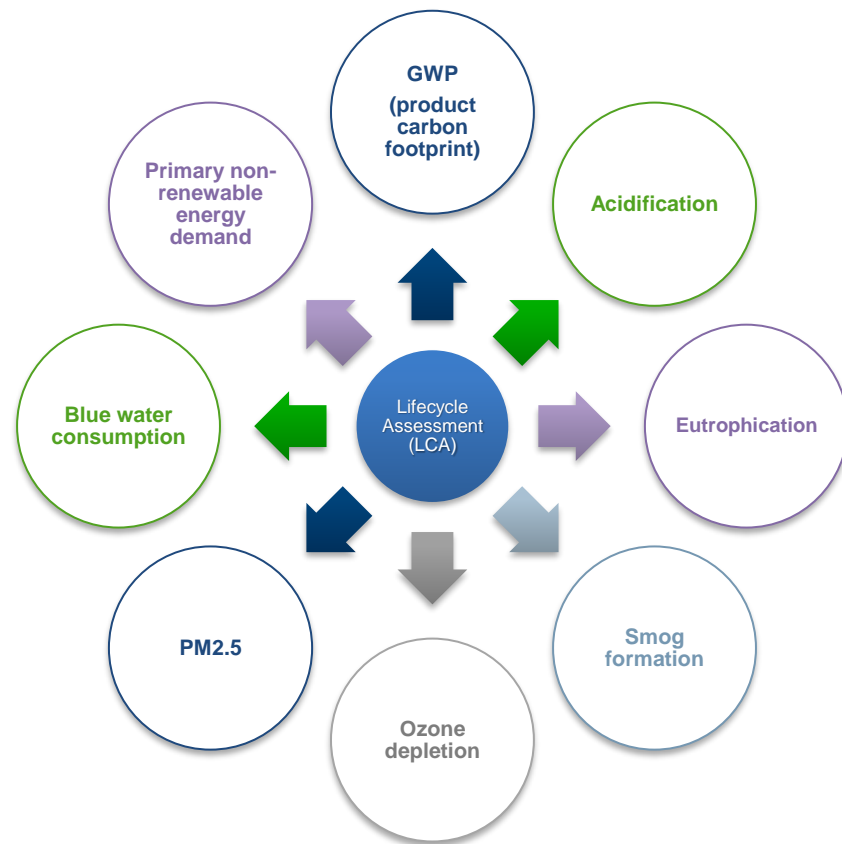 GWP
(product
carbon
footprint)
Acidification
Eutrophication
Smog
formation
Ozone
depletion
PM2.5
Blue water
consumption
Primary non-
renewable
energy
demand
Lifecycle
Assessment
(LCA)